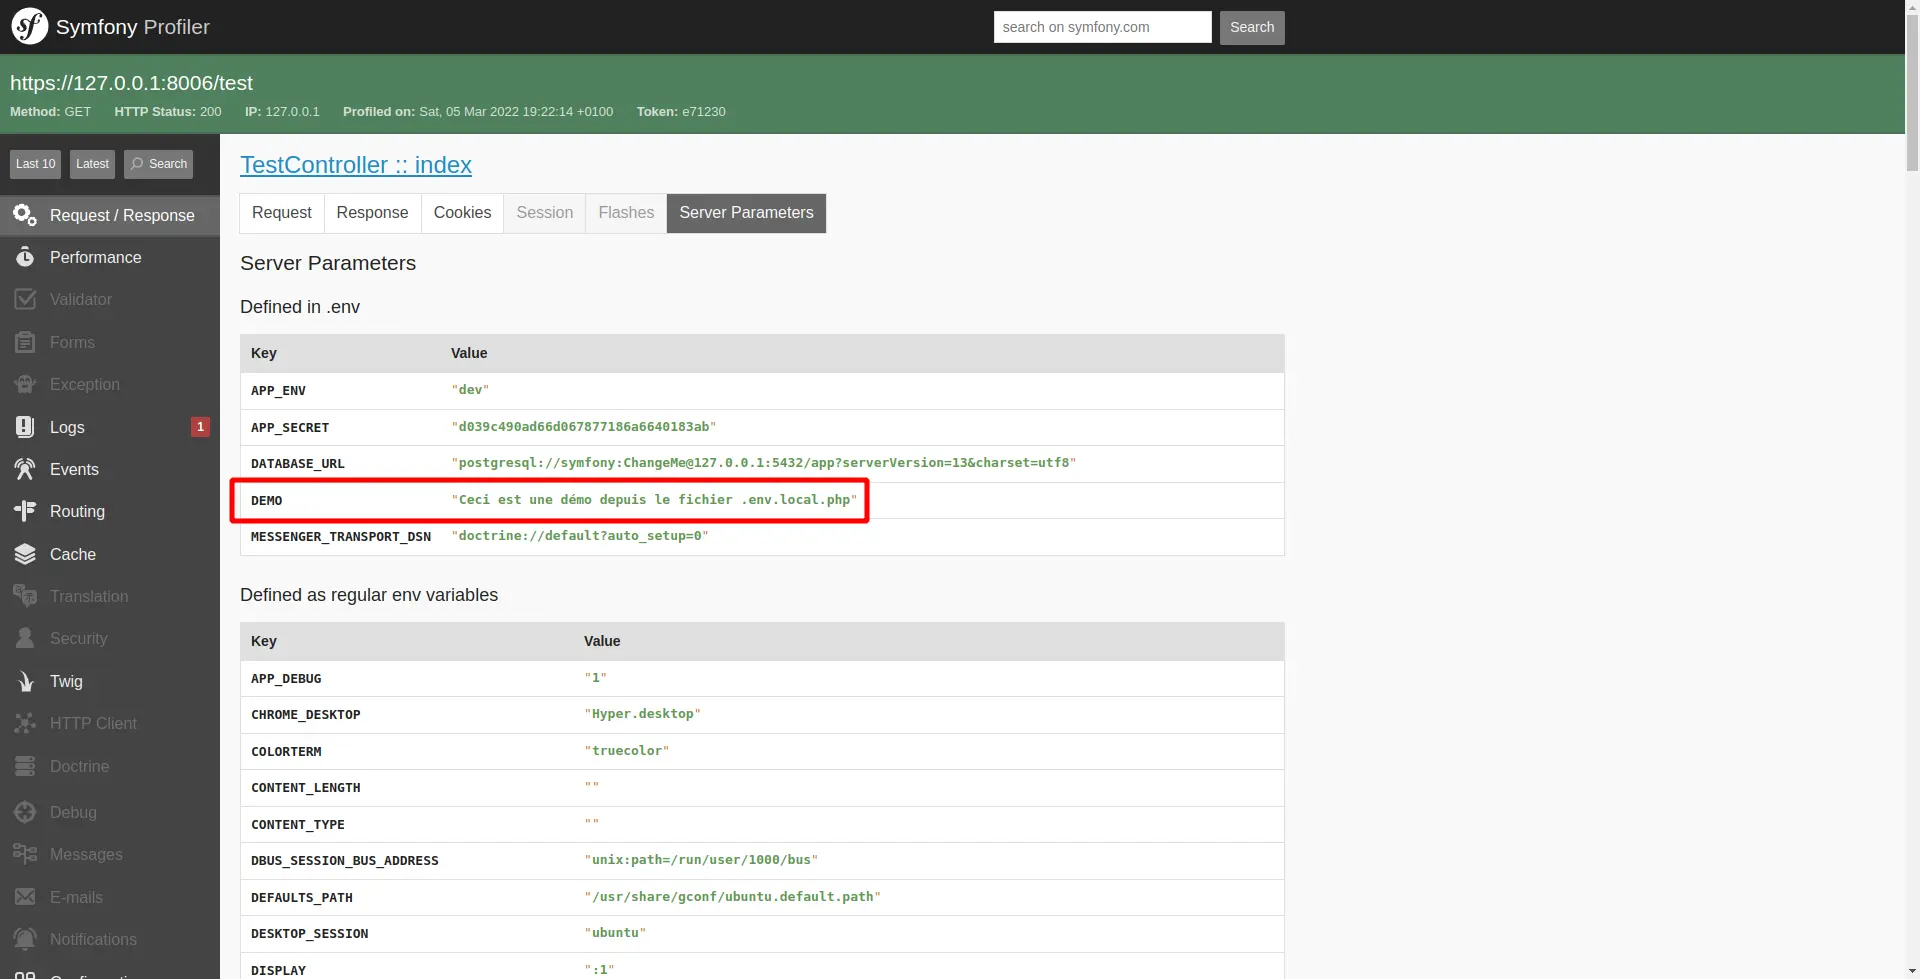 sf Symfony Profiler
search on symfony.com Search
https://127.0.0.1:8006/test
Method: GET HTTP Status: 200 IP: 127.0.0.1 Profiled on: Sat, 05 Mar 2022 19:22:14 +0100 Token: e71230
Last 10 Latest Search
Request / Response
Performance
Validator
Forms
Exception
Logs 1
Events
Routing
Cache
Translation
Security
Twig
HTTP Client
Doctrine
Debug
Messages
E-mails
Notifications
TestController :: index
Request Response Cookies Session Flashes Server Parameters
Server Parameters
Defined in .env
Key Value
APP_ENV "dev"
APP_SECRET "d039c490ad66d067877186a6640183ab"
DATABASE_URL "postgresql://symfony:ChangeMe@127.0.0.1:5432/app?serverVersion=13&charset=utf8"
DEMO "Ceci est une démo depuis le fichier .env.local.php"
MESSENGER_TRANSPORT_DSN "doctrine://default?auto_setup=0"
Defined as regular env variables
Key Value
APP_DEBUG "1"
CHROME_DESKTOP "Hyper.desktop"
COLORTERM "truecolor"
CONTENT_LENGTH ""
CONTENT_TYPE ""
DBUS_SESSION_BUS_ADDRESS "unix:path=/run/user/1000/bus"
DEFAULTS_PATH "/usr/share/gconf/ubuntu.default.path"
DESKTOP_SESSION "ubuntu"
DISPLAY ":1"